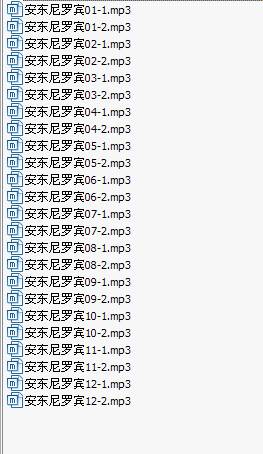 安东尼罗宾01-1.mp3
安东尼罗宾01-2.mp3
安东尼罗宾02-1.mp3
安东尼罗宾02-2.mp3
安东尼罗宾03-1.mp3
安东尼罗宾03-2.mp3
安东尼罗宾04-1.mp3
安东尼罗宾04-2.mp3
安东尼罗宾05-1.mp3
安东尼罗宾05-2.mp3
安东尼罗宾06-1.mp3
安东尼罗宾06-2.mp3
安东尼罗宾07-1.mp3
安东尼罗宾07-2.mp3
安东尼罗宾08-1.mp3
安东尼罗宾08-2.mp3
安东尼罗宾09-1.mp3
安东尼罗宾09-2.mp3
安东尼罗宾10-1.mp3
安东尼罗宾10-2.mp3
安东尼罗宾11-1.mp3
安东尼罗宾11-2.mp3
安东尼罗宾12-1.mp3
安东尼罗宾12-2.mp3